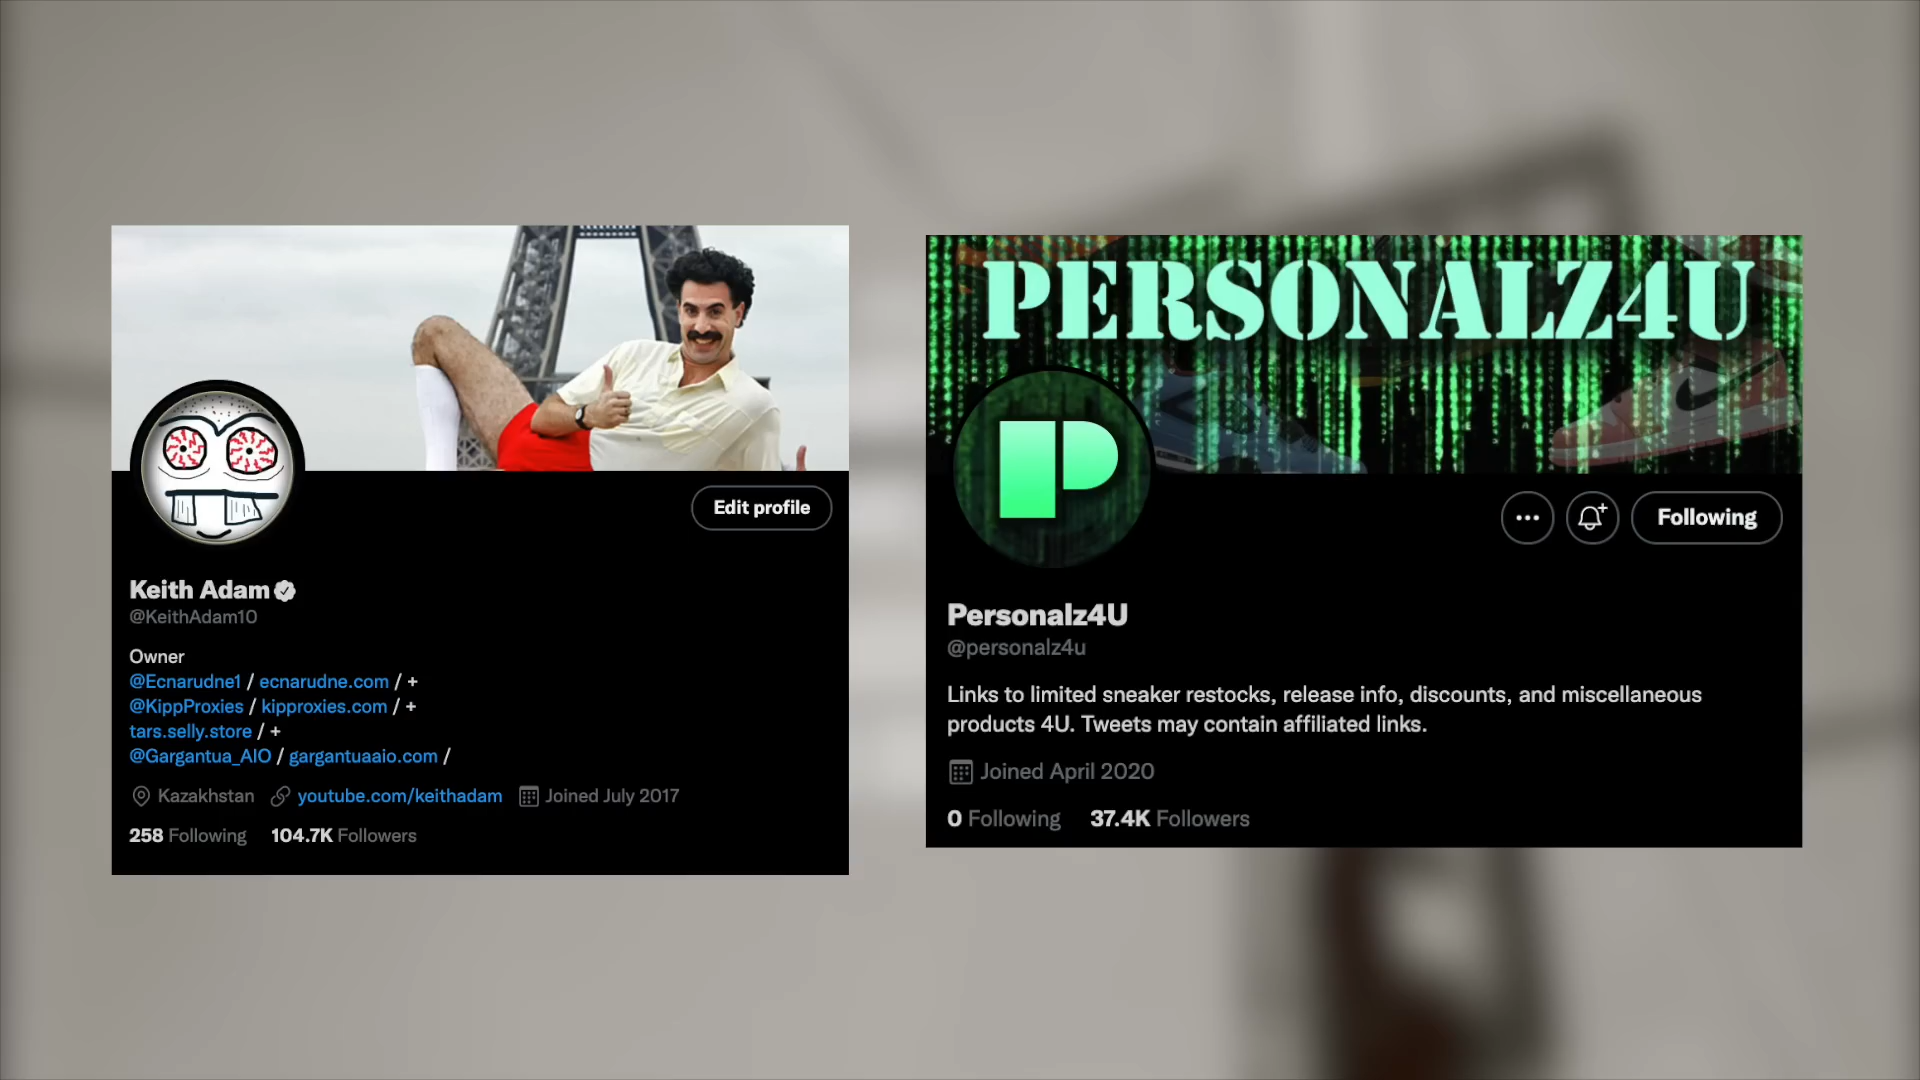 Edit profile
Keith Adam
@KeithAdam10
Owner
@Ecnarudne1 / ecnarudne.com / +
@KippProxies / kipproxies.com / +
tars.selly.store / +
@Gargantua_AIO / gargantuaaio.com /
Kazakhstan youtube.com/keithadam Joined July 2017
258 Following 104.7K Followers
PERSONALZ4U
P
Following
Personalz4U
@personalz4u
Links to limited sneaker restocks, release info, discounts, and miscellaneous
products 4U. Tweets may contain affiliated links.
Joined April 2020
0 Following 37.4K Followers